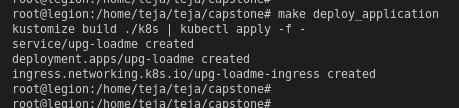 root@legion:/home/teja/teja/capstone#
root@legion:/home/teja/teja/capstone# make deploy_application
kustomize build ./k8s | kubectl apply -f -
service/upg-loadme created
deployment.apps/upg-loadme created
ingress.networking.k8s.io/upg-loadme-ingress created
root@legion:/home/teja/teja/capstone#
root@legion:/home/teja/teja/capstone#